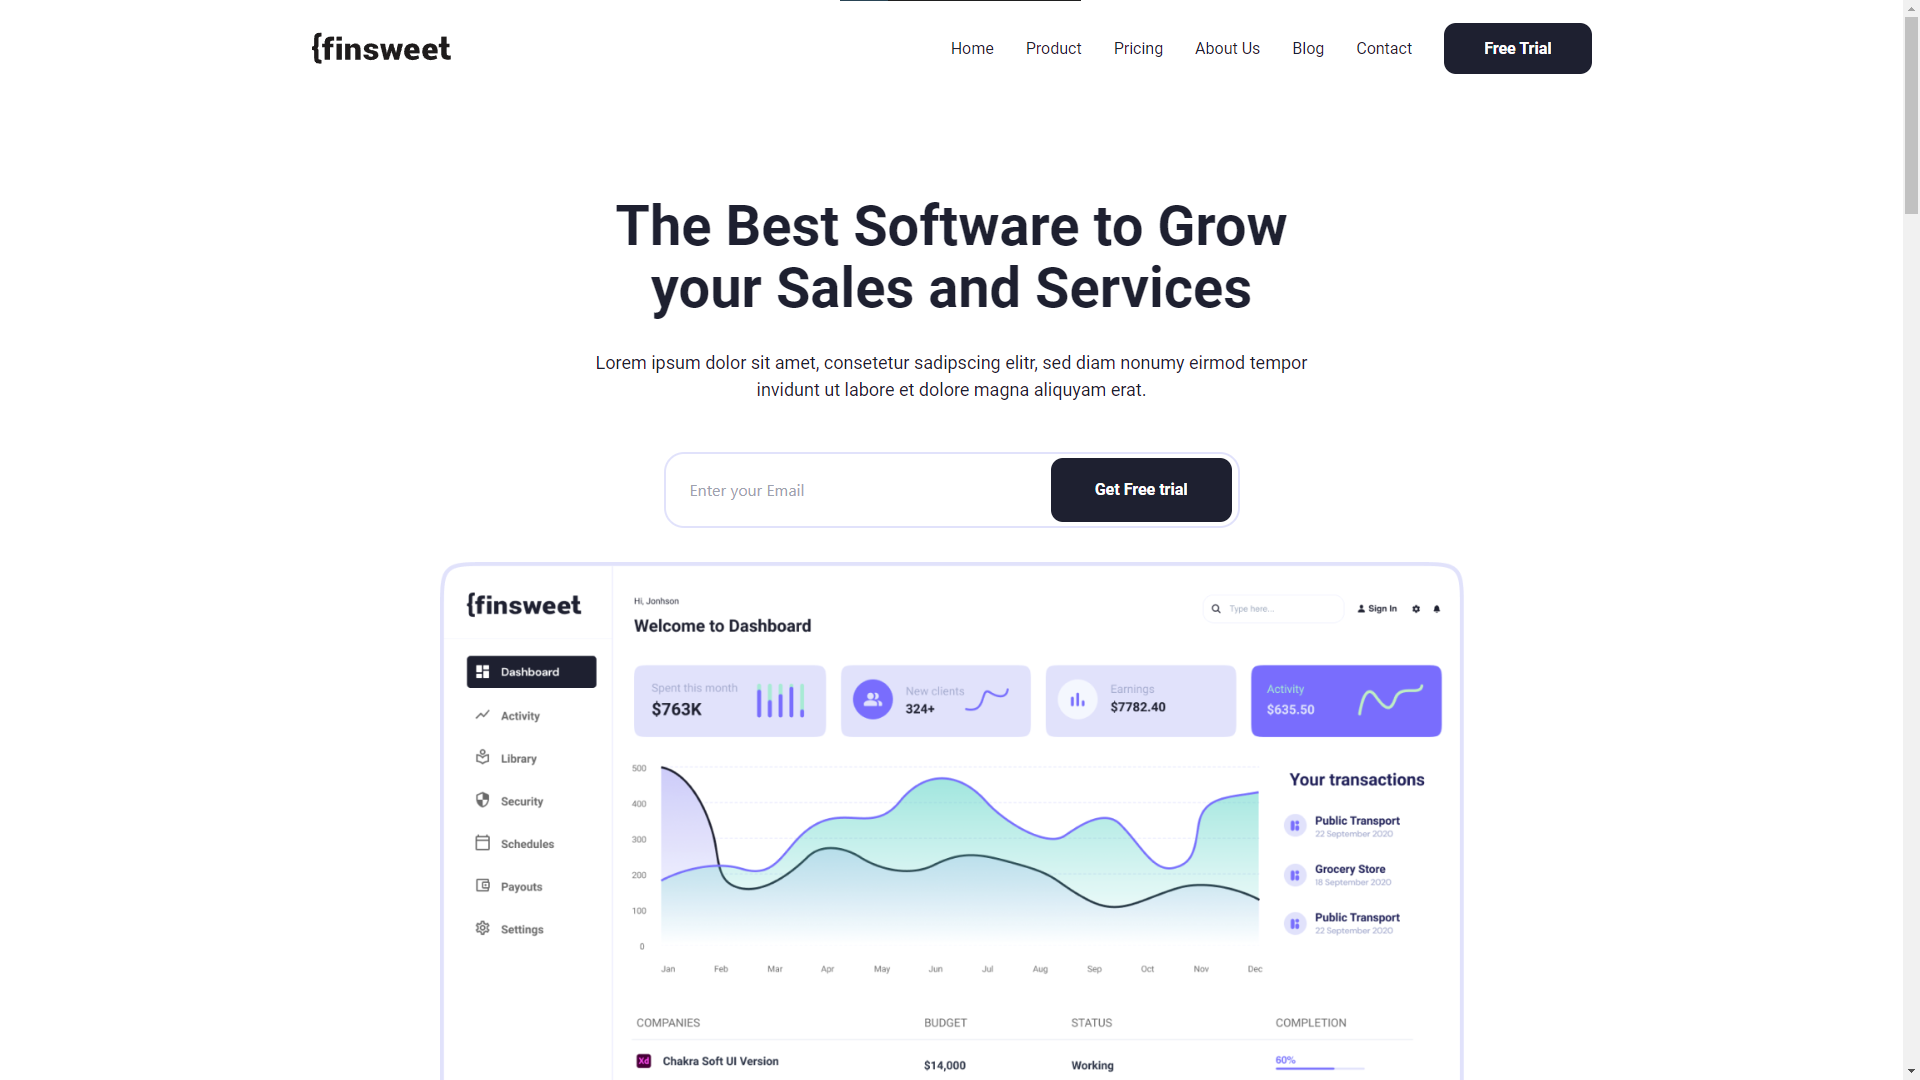 {finsweet
Home Product Pricing About Us Blog Contact Free Trial
The Best Software to Grow
your Sales and Services
Lorem ipsum dolor sit amet, consetetur sadipscing elitr, sed diam nonumy eirmod tempor
invidunt ut labore et dolore magna aliquyam erat.
Enter your Email
Get Free trial
{finsweet
Hi, Jonhson
Welcome to Dashboard
Type here...
Sign In
Dashboard
Activity
Library
Security
Schedules
Payouts
Settings
Spent this month
$763K
New clients
324+
Earnings
$7782.40
Activity
$635.50
500
400
300
200
100
0
Jan Feb Mar Apr May Jun Jul Aug Sep Oct Nov Dec
Your transactions
Public Transport
22 September 2020
Grocery Store
18 September 2020
Public Transport
22 September 2020
COMPANIES BUDGET STATUS COMPLETION
Xd Chakra Soft UI Version $14,000 Working 60%